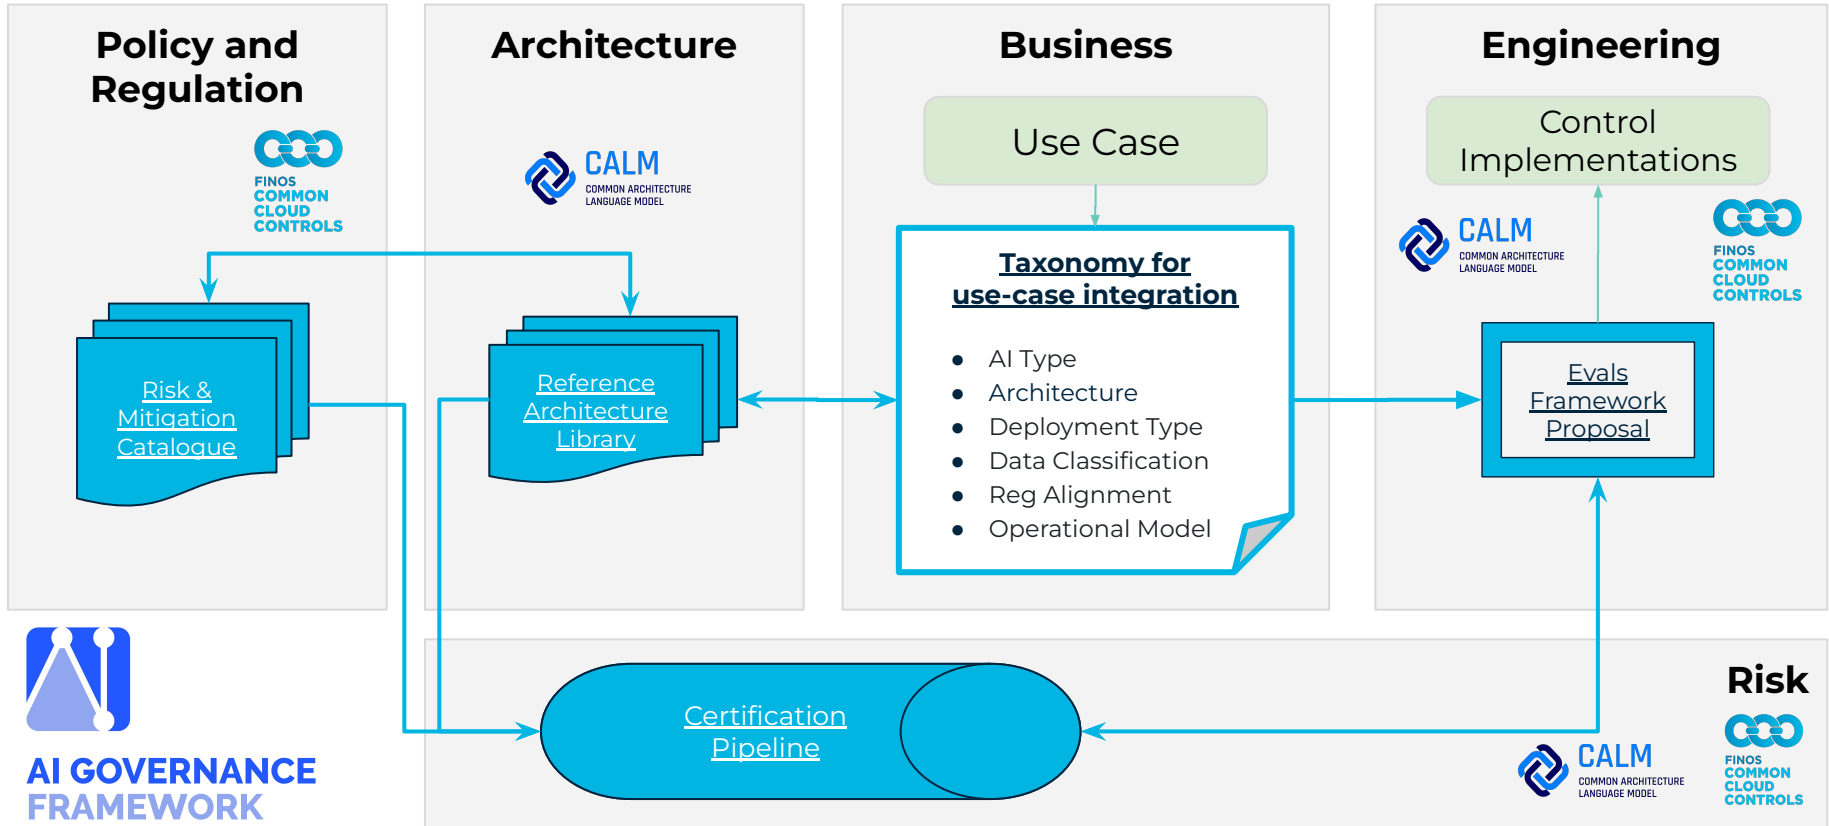 Policy and
Regulation
FINOS
COMMON
CLOUD
CONTROLS
Risk &
Mitigation
Catalogue
Architecture
CALM
COMMON ARCHITECTURE
LANGUAGE MODEL
Reference
Architecture
Library
Business
Use Case
Taxonomy for
use-case integration
● AI Type
● Architecture
● Deployment Type
● Data Classification
● Reg Alignment
● Operational Model
Engineering
Control
Implementations
CALM
COMMON ARCHITECTURE
LANGUAGE MODEL
FINOS
COMMON
CLOUD
CONTROLS
Evals
Framework
Proposal
AI GOVERNANCE
FRAMEWORK
Certification
Pipeline
Risk
CALM
COMMON ARCHITECTURE
LANGUAGE MODEL
FINOS
COMMON
CLOUD
CONTROLS